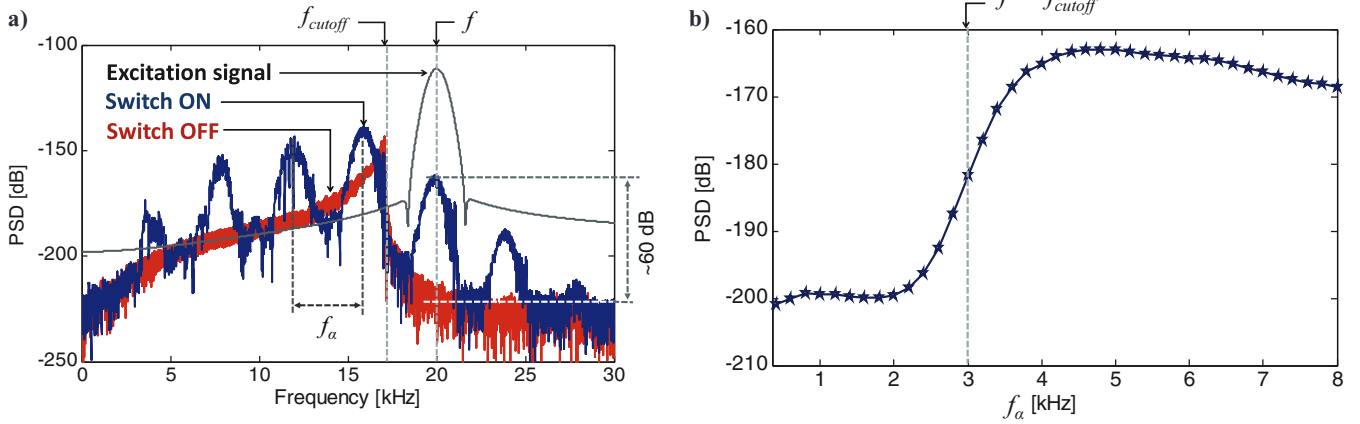 a)
f_cutoff
f
-100
-150
-200
-250
PSD [dB]
Excitation signal
Switch ON
Switch OFF
f_α
~60 dB
0 5 10 15 20 25 30
Frequency [kHz]
b)
f_cutoff
-160
-170
-180
-190
-200
-210
PSD [dB]
1 2 3 4 5 6 7 8
f_α [kHz]